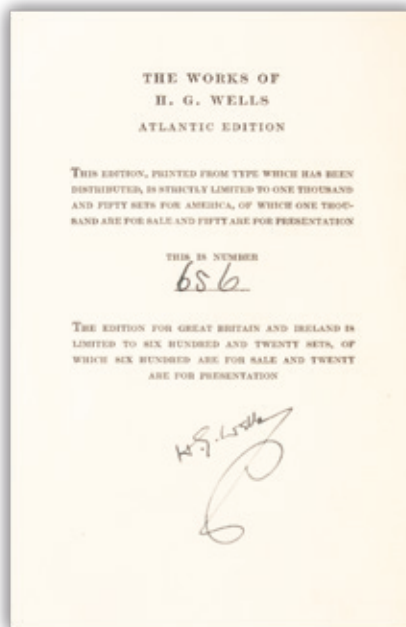 THE WORKS OF
H. G. WELLS
ATLANTIC EDITION
THIS EDITION, PRINTED FROM TYPE WHICH HAS BEEN
DISTRIBUTED, IS STRICTLY LIMITED TO ONE THOUSAND
AND FIFTY SETS FOR AMERICA, OF WHICH ONE THOU-
SAND ARE FOR SALE AND FIFTY ARE FOR PRESENTATION
THIS IS NUMBER
656
THE EDITION FOR GREAT BRITAIN AND IRELAND IS
LIMITED TO SIX HUNDRED AND TWENTY SETS, OF
WHICH SIX HUNDRED ARE FOR SALE AND TWENTY
ARE FOR PRESENTATION
H.G. Wells